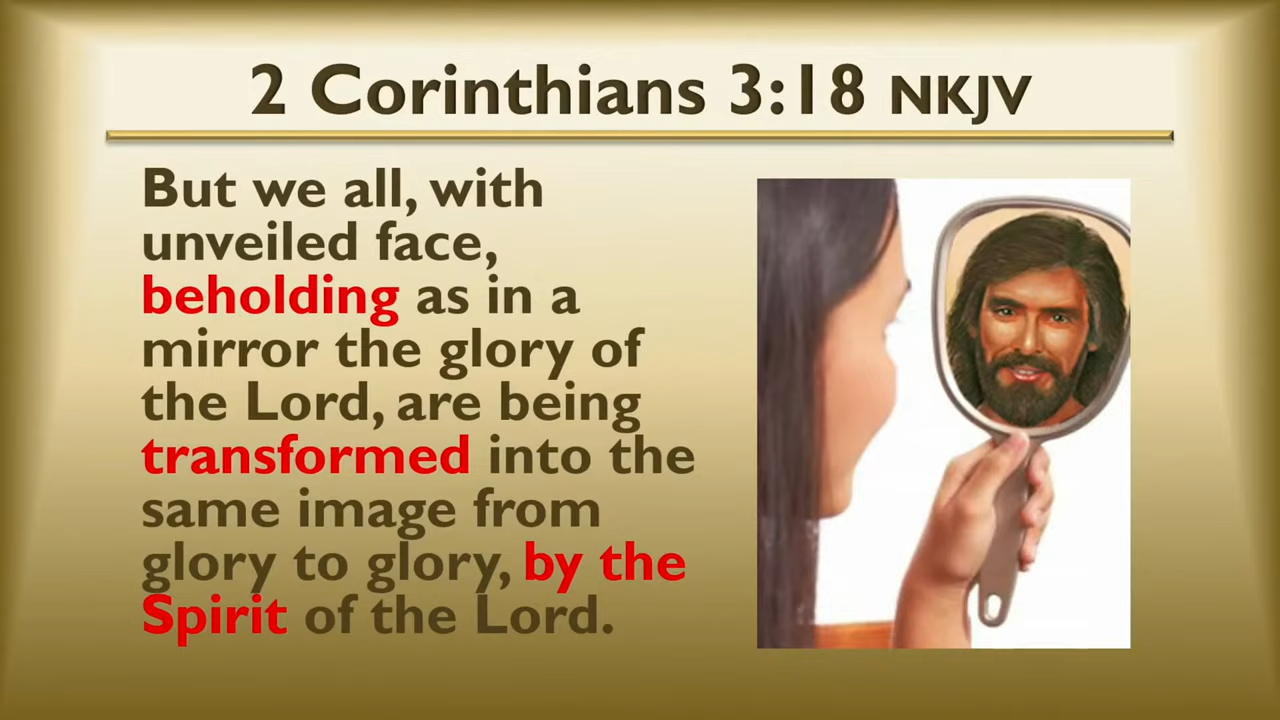 2 Corinthians 3:18 NKJV
But we all, with
unveiled face,
beholding as in a
mirror the glory of
the Lord, are being
transformed into the
same image from
glory to glory, by the
Spirit of the Lord.